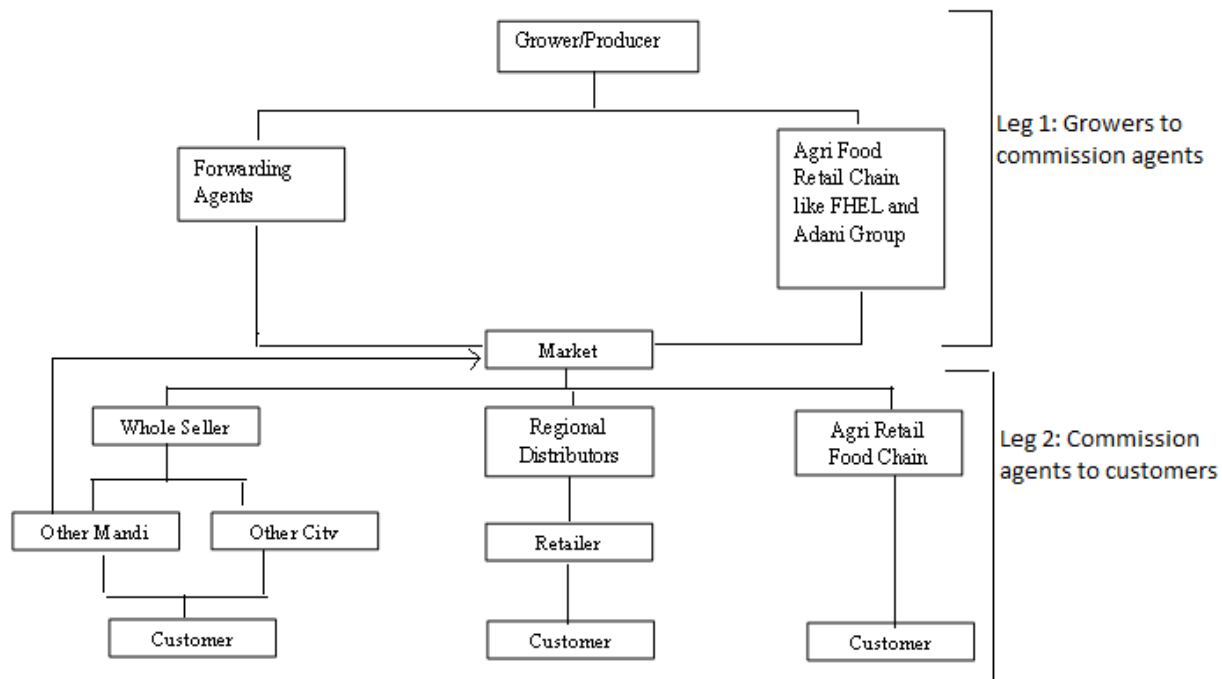 Grower/Producer
Leg 1: Growers to
commission agents
Forwarding
Agents
Agri Food
Retail Chain
like FHEL and
Adani Group
Market
Whole Seller
Regional
Distributors
Agri Retail
Food Chain
Leg 2: Commission
agents to customers
Other Mandi
Other City
Retailer
Customer
Customer
Customer